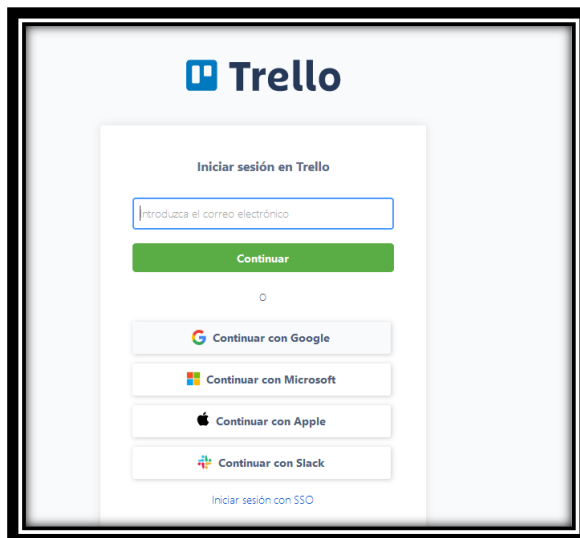 Trello
Iniciar sesión en Trello
Introduzca el correo electrónico
Continuar
O
Continuar con Google
Continuar con Microsoft
Continuar con Apple
Continuar con Slack
Iniciar sesión con SSO